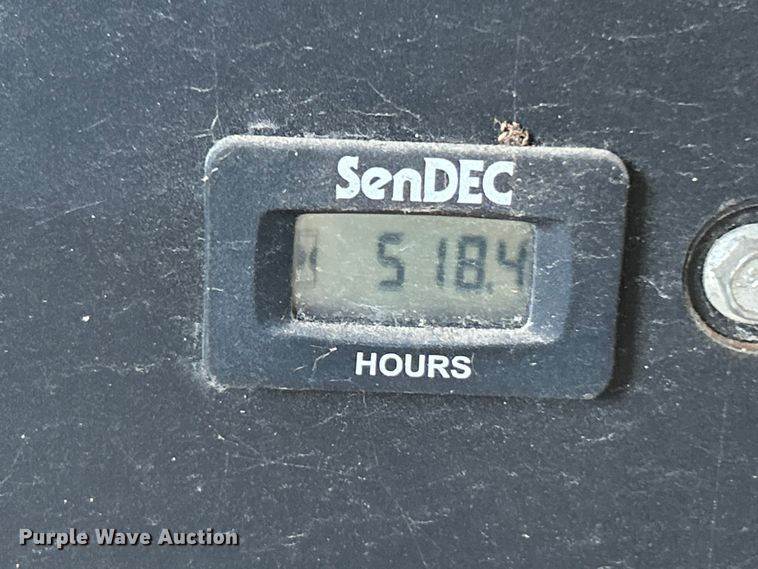 SenDEC
518.4
HOURS
Purple Wave Auction